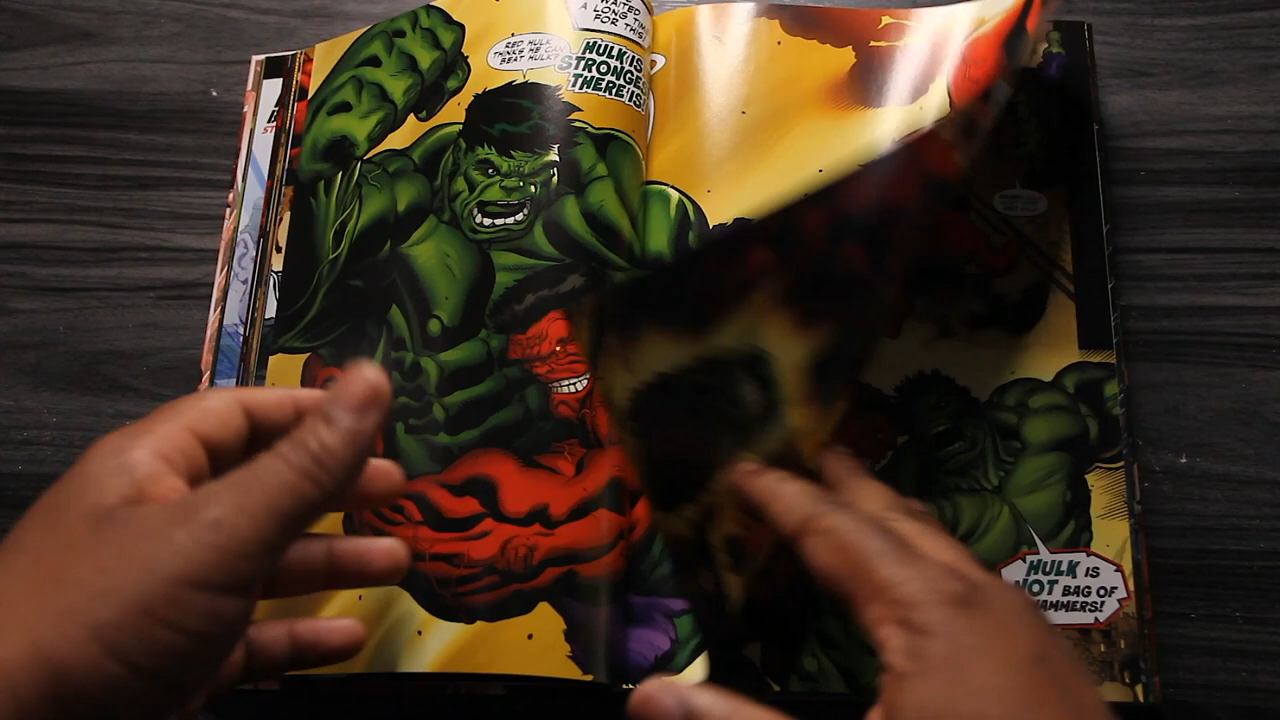 WAITED
A LONG TIME
FOR THIS!
RED HULK
THINKS HE CAN
BEAT HULK?
HULK IS
STRONGEST
THERE IS!
HULK IS
NOT BAG OF
HAMMERS!